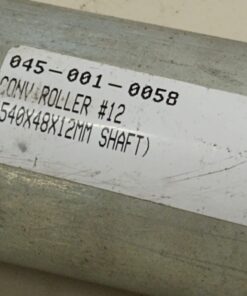 045-001-0058
CONV.ROLLER #12
540X48X12MM SHAFT)